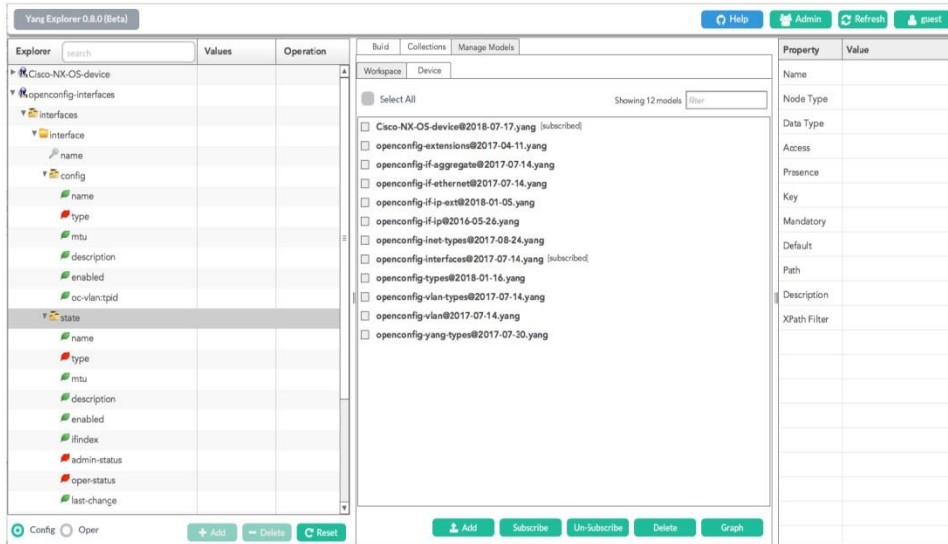 Yang Explorer 0.8.0 (Beta)
Help
Admin
Refresh
guest
Explorer
search
Values
Operation
Cisco-NX-OS-device
openconfig-interfaces
interfaces
interface
name
config
name
type
mtu
description
enabled
oc-vlan:tpid
state
name
type
mtu
description
enabled
ifindex
admin-status
oper-status
last-change
Config
Oper
Add
Delete
Reset
Build
Collections
Manage Models
Workspace
Device
Select All
Showing 12 models
filter
Cisco-NX-OS-device@2018-07-17.yang [subscribed]
openconfig-extensions@2017-04-11.yang
openconfig-if-aggregate@2017-07-14.yang
openconfig-if-ethernet@2017-07-14.yang
openconfig-if-ip-ext@2018-01-05.yang
openconfig-if-ip@2016-05-26.yang
openconfig-inet-types@2017-08-24.yang
openconfig-interfaces@2017-07-14.yang [subscribed]
openconfig-types@2018-01-16.yang
openconfig-vlan-types@2017-07-14.yang
openconfig-vlan@2017-07-14.yang
openconfig-yang-types@2017-07-30.yang
Add
Subscribe
Un-Subscribe
Delete
Graph
Property
Value
Name
Node Type
Data Type
Access
Presence
Key
Mandatory
Default
Path
Description
XPath Filter